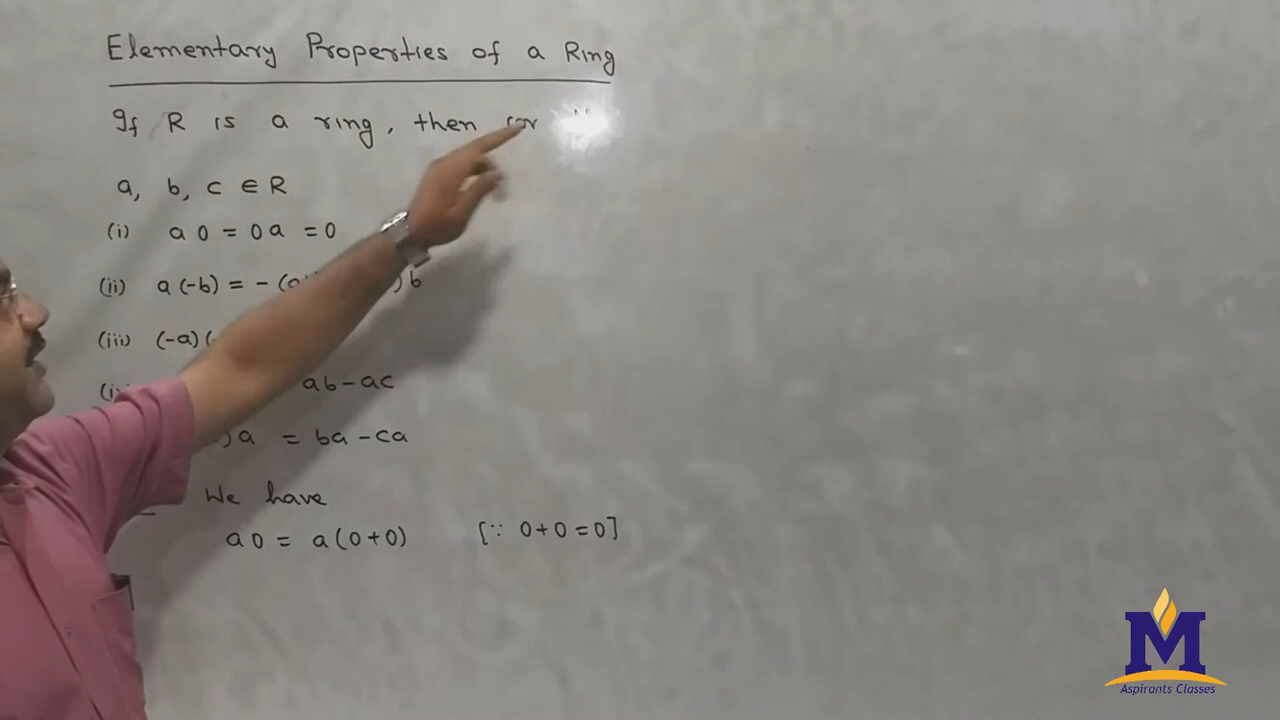 Elementary Properties of a Ring
If R is a ring, then for
a, b, c ∈ R
(i) a0 = 0a = 0
(ii) a(-b) = -(a )b
(iii) (-a)(
(i ab-ac
)a = ba-ca
We have
a0 = a(0+0) [∵ 0+0=0]
M
Aspirants Classes